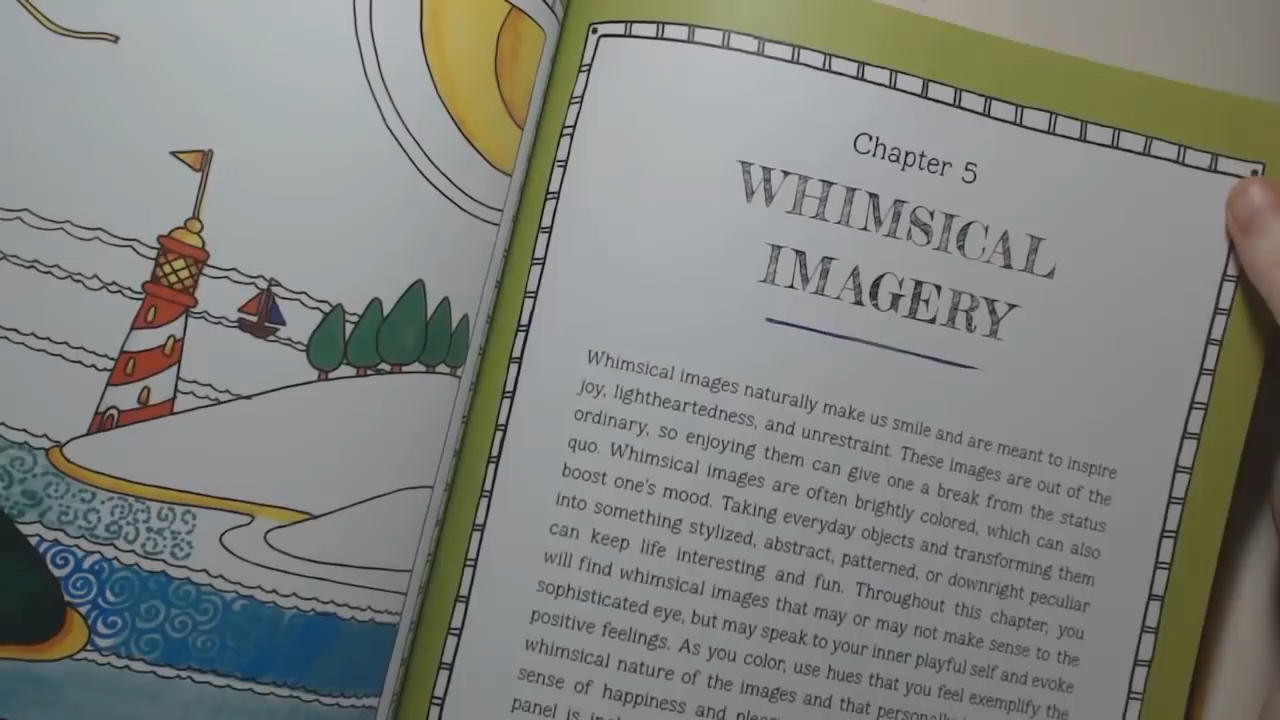 Chapter 5
WHIMSICAL
IMAGERY
Whimsical images naturally make us smile and are meant to inspire
joy, lightheartedness, and unrestraint. These images are out of the
ordinary, so enjoying them can give one a break from the status
quo. Whimsical images are often brightly colored, which can also
boost one's mood. Taking everyday objects and transforming them
into something stylized, abstract, patterned, or downright peculiar
can keep life interesting and fun. Throughout this chapter, you
will find whimsical images that may or may not make sense to the
sophisticated eye, but may speak to your inner playful self and evoke
positive feelings. As you color, use hues that you feel exemplify the
whimsical nature of the images and that
sense of happiness and
panel is